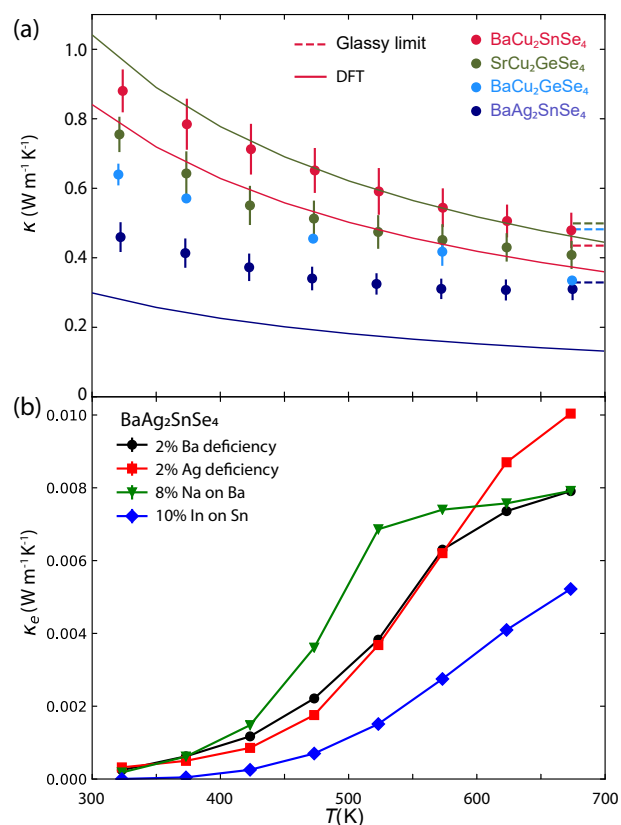 (a)
1.0
0.8
0.6
0.4
0.2
0
κ (W m⁻¹ K⁻¹)
Glassy limit
DFT
BaCu₂SnSe₄
SrCu₂GeSe₄
BaCu₂GeSe₄
BaAg₂SnSe₄
(b)
0.010
0.008
0.006
0.004
0.002
0.000
κₑ (W m⁻¹ K⁻¹)
BaAg₂SnSe₄
2% Ba deficiency
2% Ag deficiency
8% Na on Ba
10% In on Sn
300 400 500 600 700
T(K)